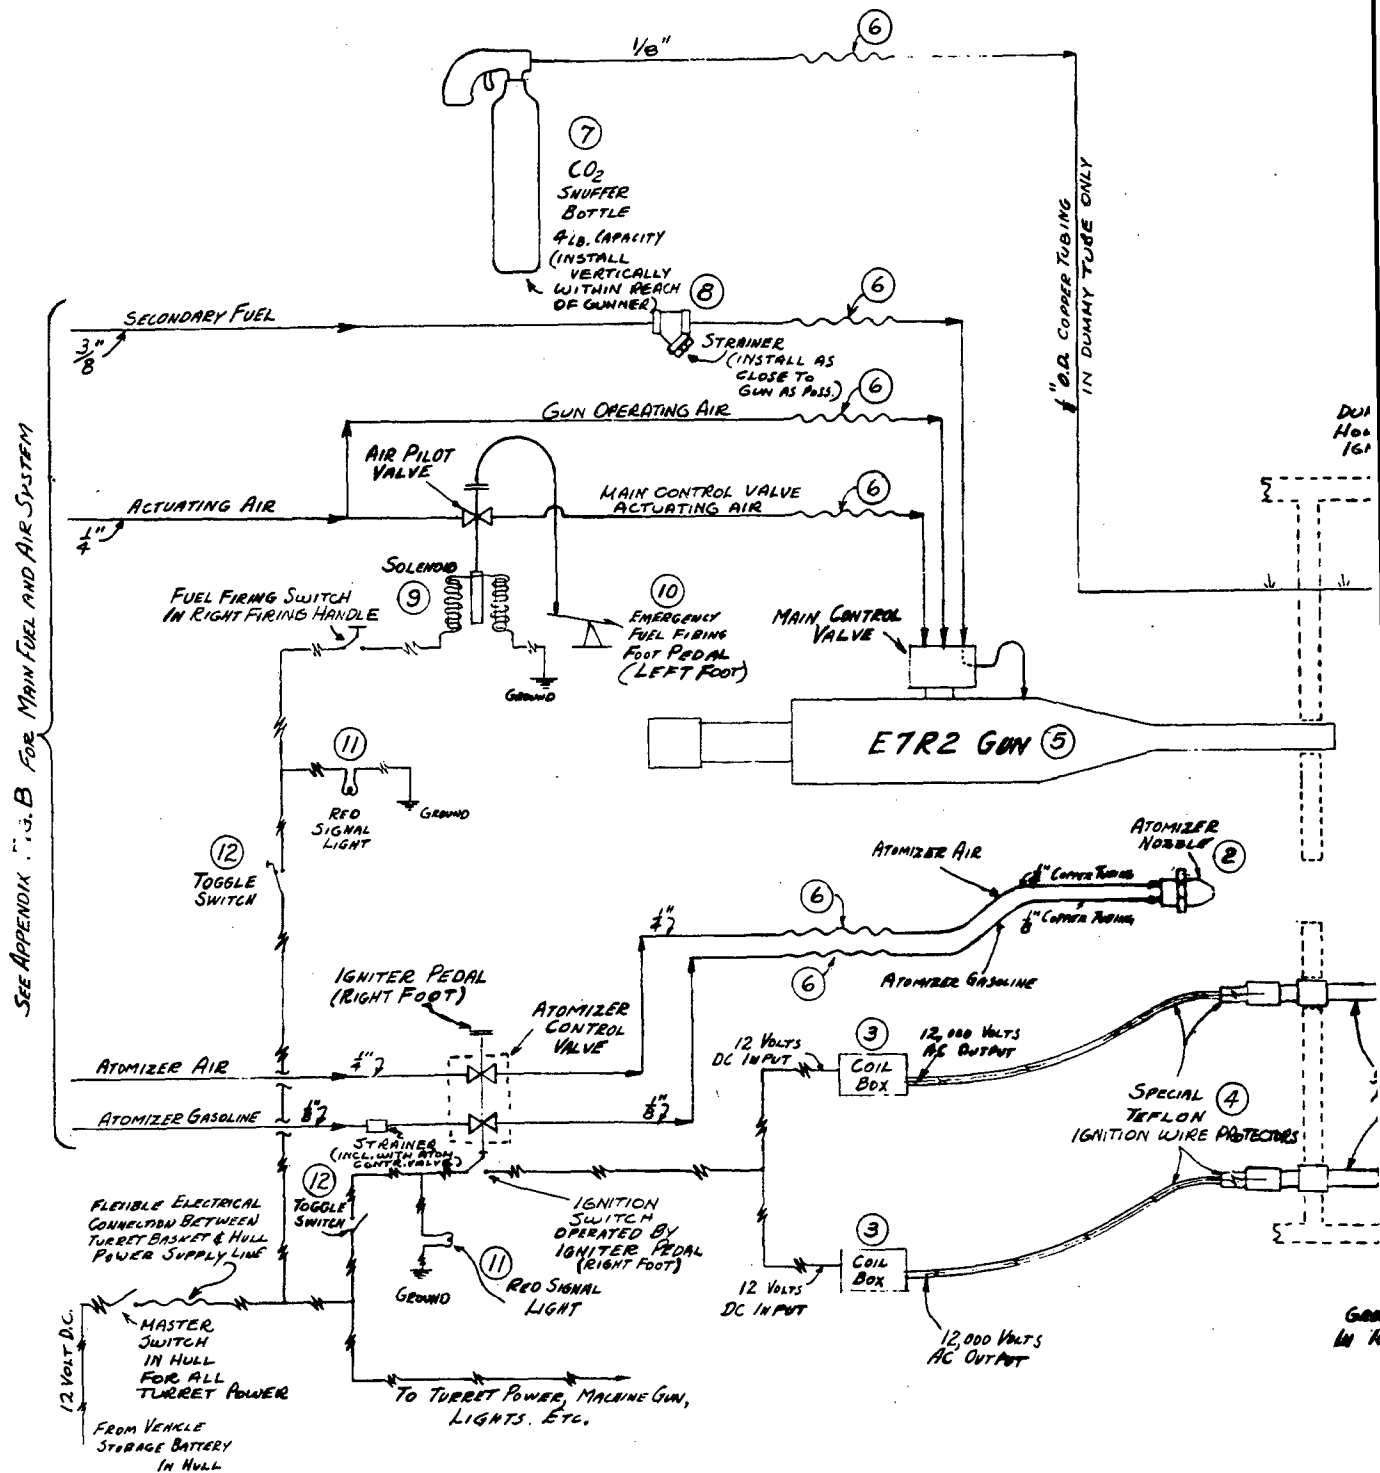 1/8"
6
7
CO2
SNUFFER
BOTTLE
4 LB. CAPACITY
(INSTALL
VERTICALLY
WITHIN REACH
OF GUNNER)
8
6
SECONDARY FUEL
3/8"
STRAINER
(INSTALL AS
CLOSE TO
GUN AS POSS.)
6
" O.D. COPPER TUBING
IN DUMMY TUBE ONLY
GUN OPERATING AIR
AIR PILOT
VALVE
ACTUATING AIR
1/4"
MAIN CONTROL VALVE
ACTUATING AIR
6
SEE APPENDIX B FOR MAIN FUEL AND AIR SYSTEM
SOLENOID
9
FUEL FIRING SWITCH
IN RIGHT FIRING HANDLE
10
EMERGENCY
FUEL FIRING
FOOT PEDAL
(LEFT FOOT)
GROUND
MAIN CONTROL
VALVE
E7R2 GUN 5
11
RED
SIGNAL
LIGHT
GROUND
12
TOGGLE
SWITCH
ATOMIZER
NOZZLE
2
ATOMIZER AIR
" COPPER TUBING
1/8" COPPER TUBING
6
1/4"
6
ATOMIZER GASOLINE
IGNITER PEDAL
(RIGHT FOOT)
ATOMIZER
CONTROL
VALVE
ATOMIZER AIR
1/4"
ATOMIZER GASOLINE
1/8"
1/8"
STRAINER
(INCL. WITH ATOM.
CONTR. VALVE)
12 VOLTS
DC INPUT
3
COIL
BOX
12,000 VOLTS
AC OUTPUT
SPECIAL 4
TEFLON
IGNITION WIRE PROTECTORS
12
TOGGLE
SWITCH
FLEXIBLE ELECTRICAL
CONNECTION BETWEEN
TURRET BASKET & HULL
POWER SUPPLY LINE
IGNITION
SWITCH
OPERATED BY
IGNITER PEDAL
(RIGHT FOOT)
GROUND
11
RED SIGNAL
LIGHT
3
COIL
BOX
12 VOLTS
DC INPUT
12,000 VOLTS
AC OUTPUT
12 VOLT D.C.
MASTER
SWITCH
IN HULL
FOR ALL
TURRET POWER
TO TURRET POWER, MACHINE GUN,
LIGHTS. ETC.
FROM VEHICLE
STORAGE BATTERY
IN HULL